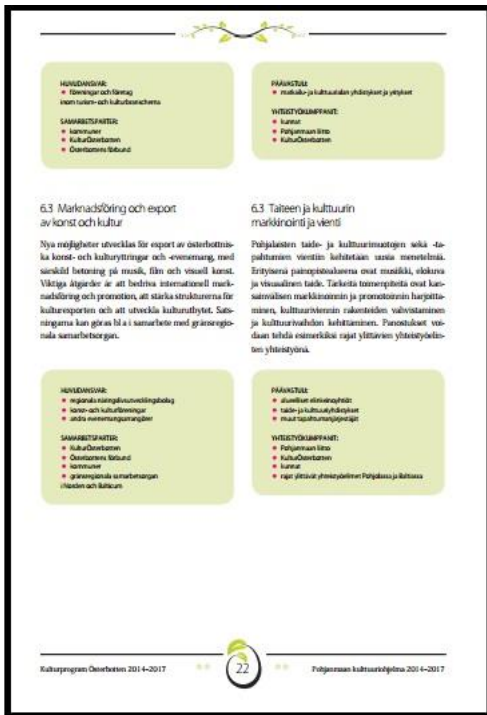 HUVUDANSVAR:
• föreningar och företag
inom turism- och kulturbranscherna
SAMARBETSPARTER:
• kommuner
• KulturÖsterbotten
• Österbottens förbund
PÄÄVASTUU:
• matkailu- ja kulttuurialan yhdistykset ja yritykset
YHTEISTYÖKUMPPANIT:
• kunnat
• Pohjanmaan liitto
• KulturÖsterbotten
6.3 Marknadsföring och export
av konst och kultur
Nya möjligheter utvecklas för export av österbottnis-
ka konst- och kulturyttringar och -evenemang, med
särskild betoning på musik, film och visuell konst.
Viktiga åtgärder är att bedriva internationell mark-
nadsföring och promotion, att stärka strukturerna för
kulturexporten och att utveckla kulturutbytet. Sats-
ningarna kan göras bl a i samarbete med gränsregio-
nala samarbetsorgan.
6.3 Taiteen ja kulttuurin
markkinointi ja vienti
Pohjalaisten taide- ja kulttuurimuotojen sekä -ta-
pahtumien vientiin kehitetään uusia menetelmiä.
Erityisenä painopistealueena ovat musiikki, elokuva
ja visuaalinen taide. Tärkeitä toimenpiteitä ovat kan-
sainvälisen markkinoinnin ja promotoinnin harjoitta-
minen, kulttuuriviennin rakenteiden vahvistaminen
ja kulttuurivaihdon kehittäminen. Panostukset voi-
daan tehdä esimerkiksi rajat ylittävien yhteistyöelin-
ten yhteistyönä.
HUVUDANSVAR:
• regionala näringslivsutvecklingsbolag
• konst- och kulturföreningar
• andra evenemangsarrangörer
SAMARBETSPARTER:
• KulturÖsterbotten
• Österbottens förbund
• kommuner
• gränsregionala samarbetsorgan
i Norden och Balticum
PÄÄVASTUU:
• alueelliset elinkeinoyhtiöt
• taide- ja kulttuuriyhdistykset
• muut tapahtumanjärjestäjät
YHTEISTYÖKUMPPANIT:
• Pohjanmaan liitto
• KulturÖsterbotten
• kunnat
• rajat ylittävät yhteistyöelimet Pohjolassa ja Baltiassa
Kulturprogram Österbotten 2014–2017
22
Pohjanmaan kulttuuriohjelma 2014–2017